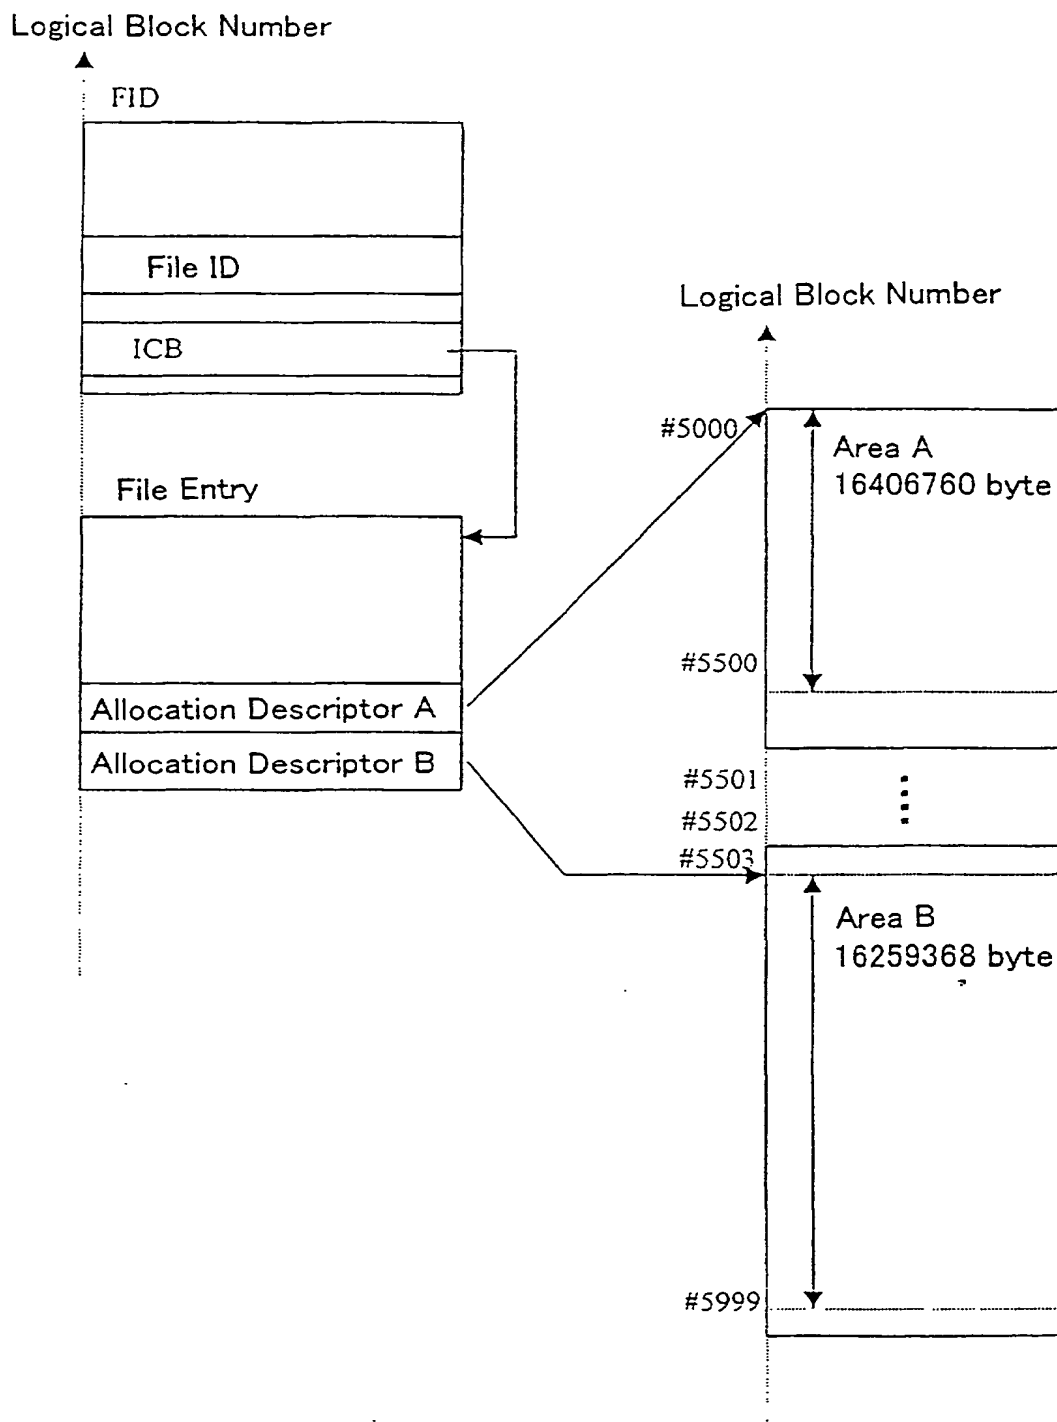 Logical Block Number
FID
File ID
ICB
File Entry
Allocation Descriptor A
Allocation Descriptor B
Logical Block Number
#5000
Area A
16406760 byte
#5500
#5501
#5502
#5503
Area B
16259368 byte
#5999